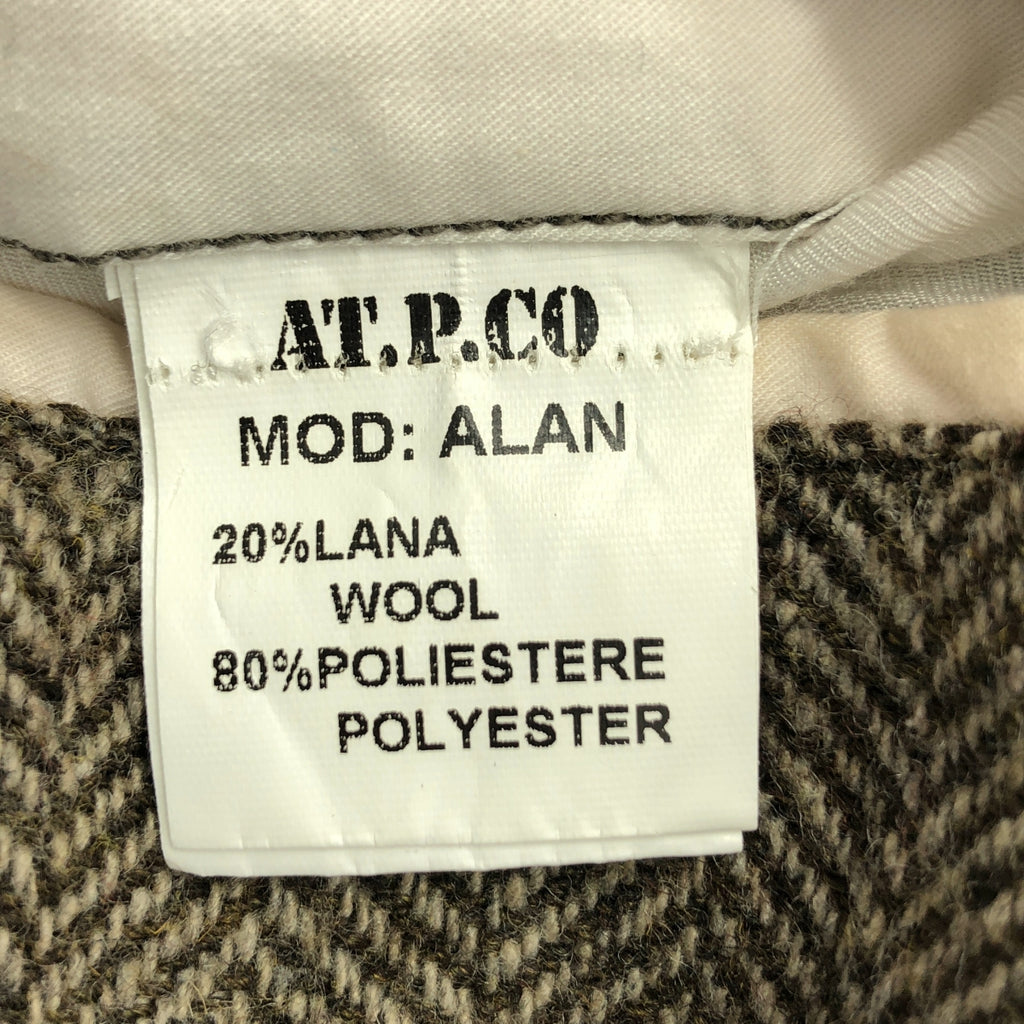 AT.P.CO
MOD: ALAN
20%LANA
WOOL
80%POLIESTERE
POLYESTER